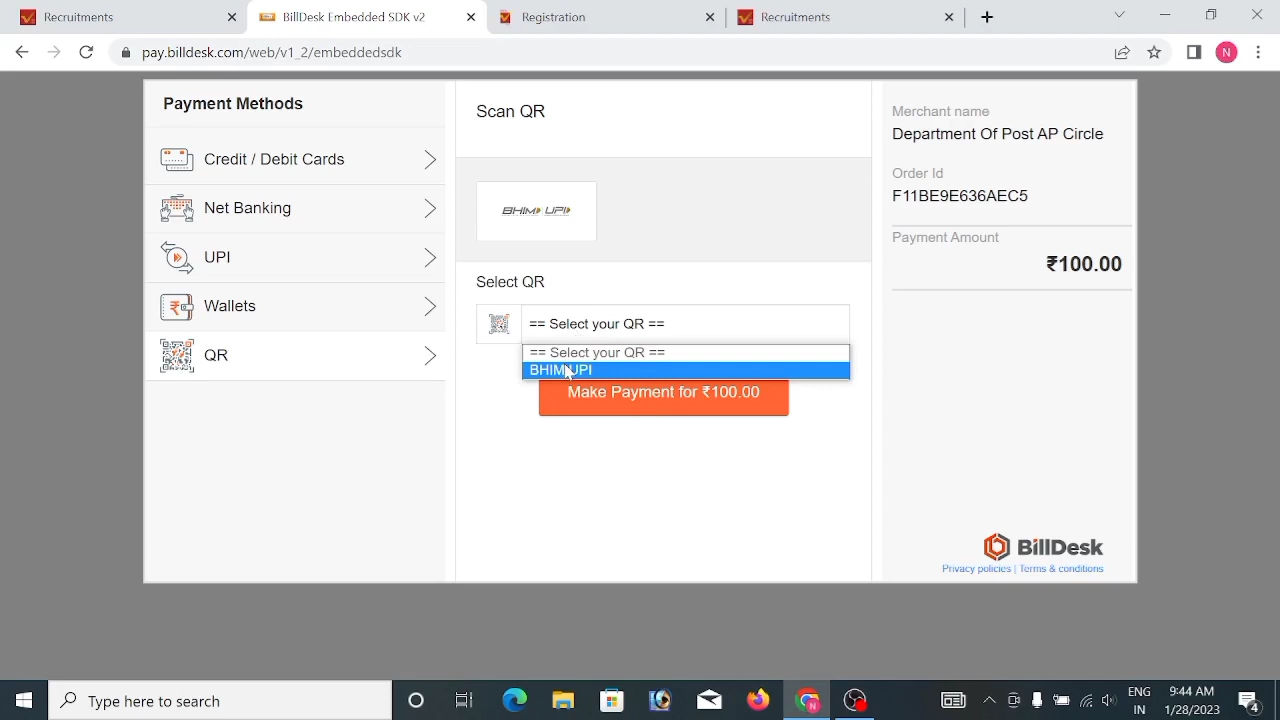 Recruitments
BillDesk Embedded SDK v2
Registration
Recruitments
pay.billdesk.com/web/v1_2/embeddedsdk
N
Payment Methods
Credit / Debit Cards
Net Banking
UPI
Wallets
QR
Scan QR
BHIM UPI
Select QR
== Select your QR ==
== Select your QR ==
BHIM UPI
Make Payment for ₹100.00
Merchant name
Department Of Post AP Circle
Order Id
F11BE9E636AEC5
Payment Amount
₹100.00
BillDesk
Privacy policies | Terms & conditions
Type here to search
N
ENG
IN
9:44 AM
1/28/2023
4